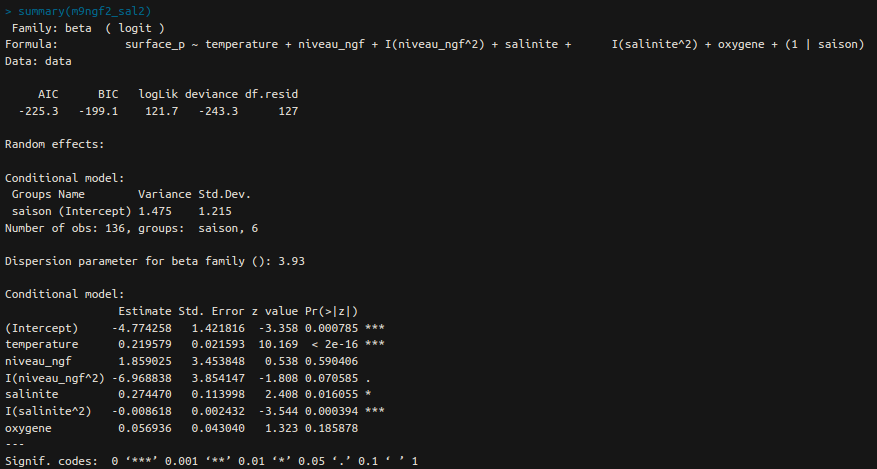 > summary(m9ngf2_sal2)
 Family: beta  ( logit )
Formula:          surface_p ~ temperature + niveau_ngf + I(niveau_ngf^2) + salinite +      I(salinite^2) + oxygene + (1 | saison)
Data: data

     AIC      BIC   logLik deviance df.resid
  -225.3   -199.1    121.7   -243.3      127

Random effects:

Conditional model:
 Groups Name        Variance Std.Dev.
 saison (Intercept) 1.475    1.215
Number of obs: 136, groups:  saison, 6

Dispersion parameter for beta family (): 3.93

Conditional model:
                 Estimate Std. Error z value Pr(>|z|)
(Intercept)     -4.774258   1.421816  -3.358 0.000785 ***
temperature      0.219579   0.021593  10.169  < 2e-16 ***
niveau_ngf       1.859025   3.453848   0.538 0.590406
I(niveau_ngf^2) -6.968838   3.854147  -1.808 0.070585 .
salinite         0.274470   0.113998   2.408 0.016055 *
I(salinite^2)   -0.008618   0.002432  -3.544 0.000394 ***
oxygene          0.056936   0.043040   1.323 0.185878
---
Signif. codes:  0 ‘***’ 0.001 ‘**’ 0.01 ‘*’ 0.05 ‘.’ 0.1 ‘ ’ 1